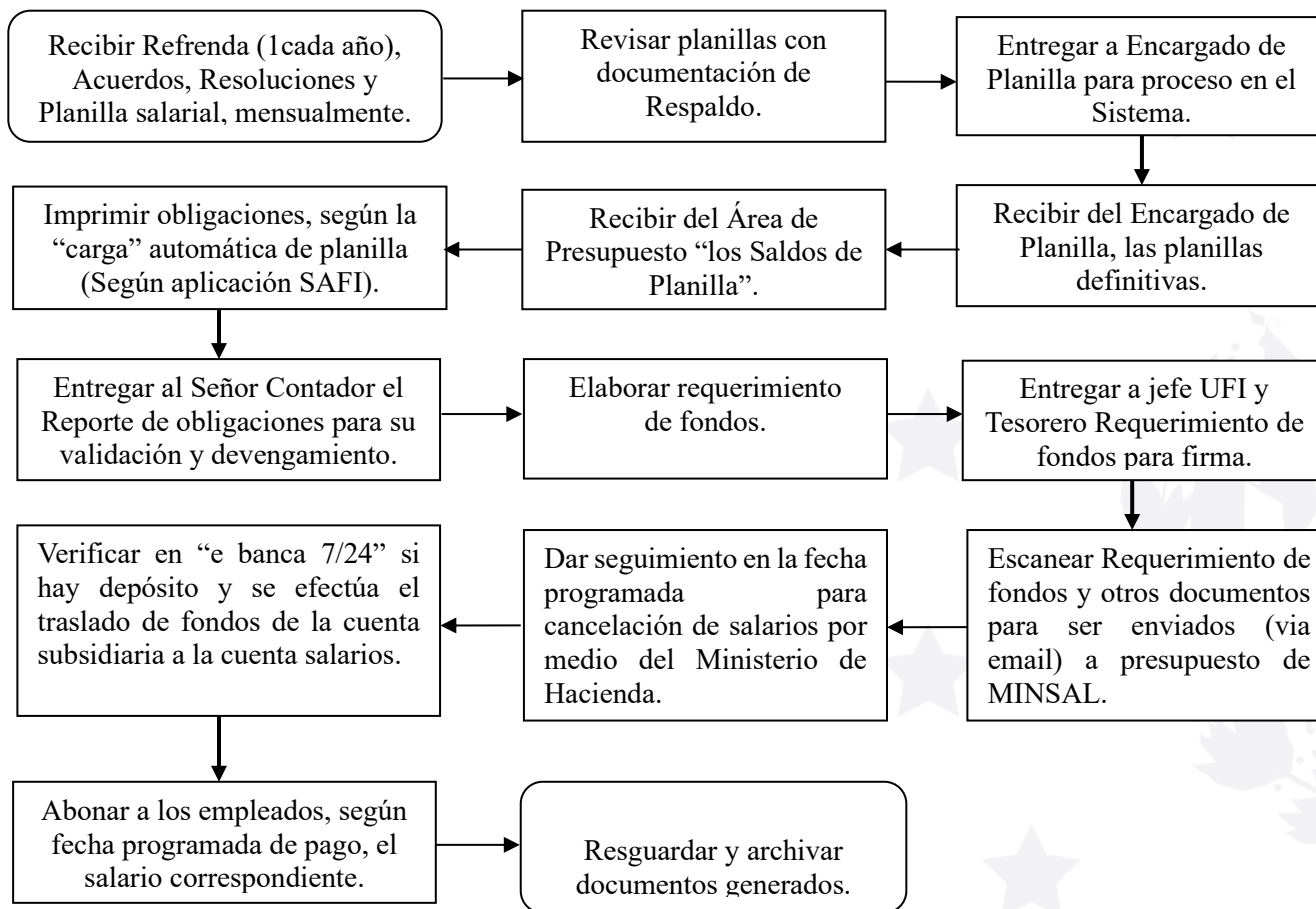 Recibir Refrenda (1cada año),
Acuerdos, Resoluciones y
Planilla salarial, mensualmente.
Revisar planillas con
documentación de
Respaldo.
Entregar a Encargado de
Planilla para proceso en el
Sistema.
Recibir del Encargado de
Planilla, las planillas
definitivas.
Recibir del Área de
Presupuesto “los Saldos de
Planilla”.
Imprimir obligaciones, según la
“carga” automática de planilla
(Según aplicación SAFI).
Entregar al Señor Contador el
Reporte de obligaciones para su
validación y devengamiento.
Elaborar requerimiento
de fondos.
Entregar a jefe UFI y
Tesorero Requerimiento de
fondos para firma.
Escanear Requerimiento de
fondos y otros documentos
para ser enviados (via
email) a presupuesto de
MINSAL.
Dar seguimiento en la fecha
programada para
cancelación de salarios por
medio del Ministerio de
Hacienda.
Verificar en “e banca 7/24” si
hay depósito y se efectúa el
traslado de fondos de la cuenta
subsidiaria a la cuenta salarios.
Abonar a los empleados, según
fecha programada de pago, el
salario correspondiente.
Resguardar y archivar
documentos generados.